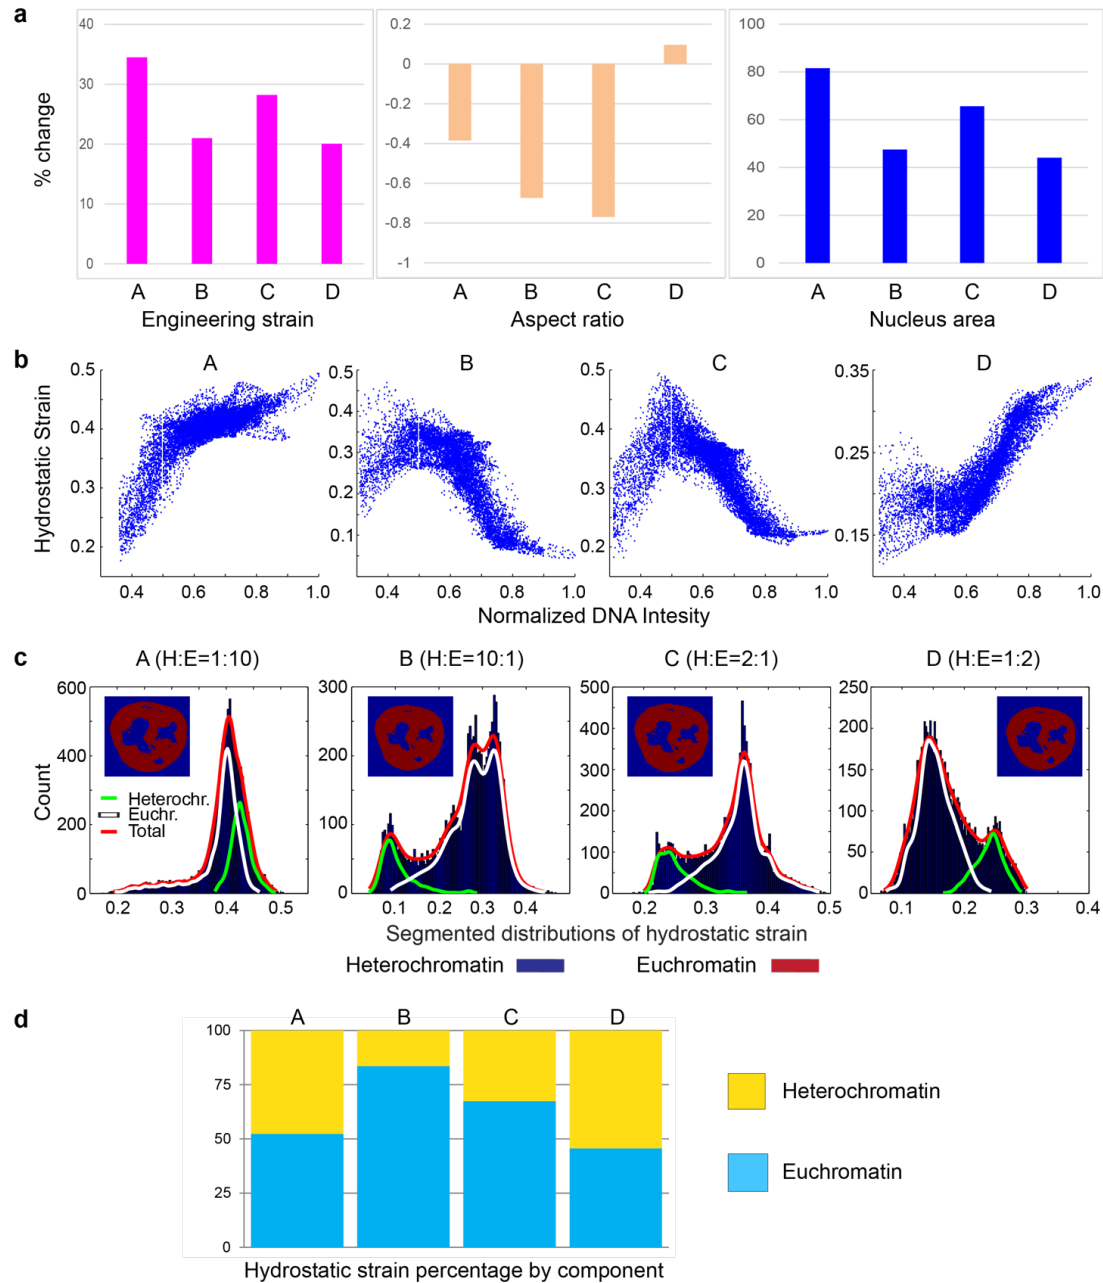 a
% change
40
30
20
10
0
A B C D
Engineering strain
0.2
0
-0.2
-0.4
-0.6
-0.8
-1
A B C D
Aspect ratio
100
80
60
40
20
0
A B C D
Nucleus area
b
Hydrostatic Strain
A
0.5
0.4
0.3
0.2
0.4 0.6 0.8 1.0
B
0.5
0.4
0.3
0.2
0.1
0.4 0.6 0.8 1.0
C
0.5
0.4
0.3
0.2
0.4 0.6 0.8 1.0
D
0.35
0.25
0.15
0.4 0.6 0.8 1.0
Normalized DNA Intesity
c
Count
A (H:E=1:10)
600
400
200
0
Heterochr.
Euchr.
Total
0.2 0.3 0.4 0.5
B (H:E=10:1)
300
200
100
0
0.1 0.2 0.3 0.4
C (H:E=2:1)
500
400
300
200
100
0
0.2 0.3 0.4 0.5
D (H:E=1:2)
250
200
150
100
50
0
0.1 0.2 0.3 0.4
Segmented distributions of hydrostatic strain
Heterochromatin Euchromatin
d
A B C D
100
75
50
25
0
Hydrostatic strain percentage by component
Heterochromatin
Euchromatin